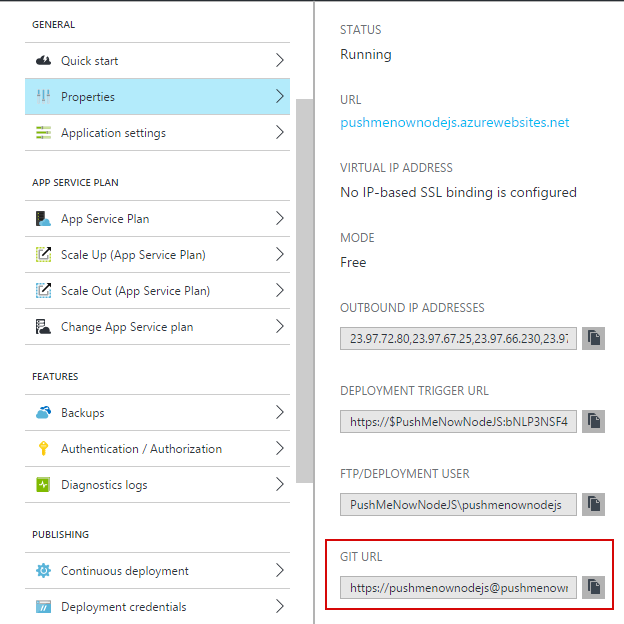 GENERAL
Quick start
Properties
Application settings
APP SERVICE PLAN
App Service Plan
Scale Up (App Service Plan)
Scale Out (App Service Plan)
Change App Service plan
FEATURES
Backups
Authentication / Authorization
Diagnostics logs
PUBLISHING
Continuous deployment
Deployment credentials
STATUS
Running
URL
pushmenownodejs.azurewebsites.net
VIRTUAL IP ADDRESS
No IP-based SSL binding is configured
MODE
Free
OUTBOUND IP ADDRESSES
23.97.72.80,23.97.67.25,23.97.66.230,23.97
DEPLOYMENT TRIGGER URL
https://$PushMeNowNodeJS:bNLP3NSF4
FTP/DEPLOYMENT USER
PushMeNowNodeJS\pushmenownodejs
GIT URL
https://pushmenownodejs@pushmenow